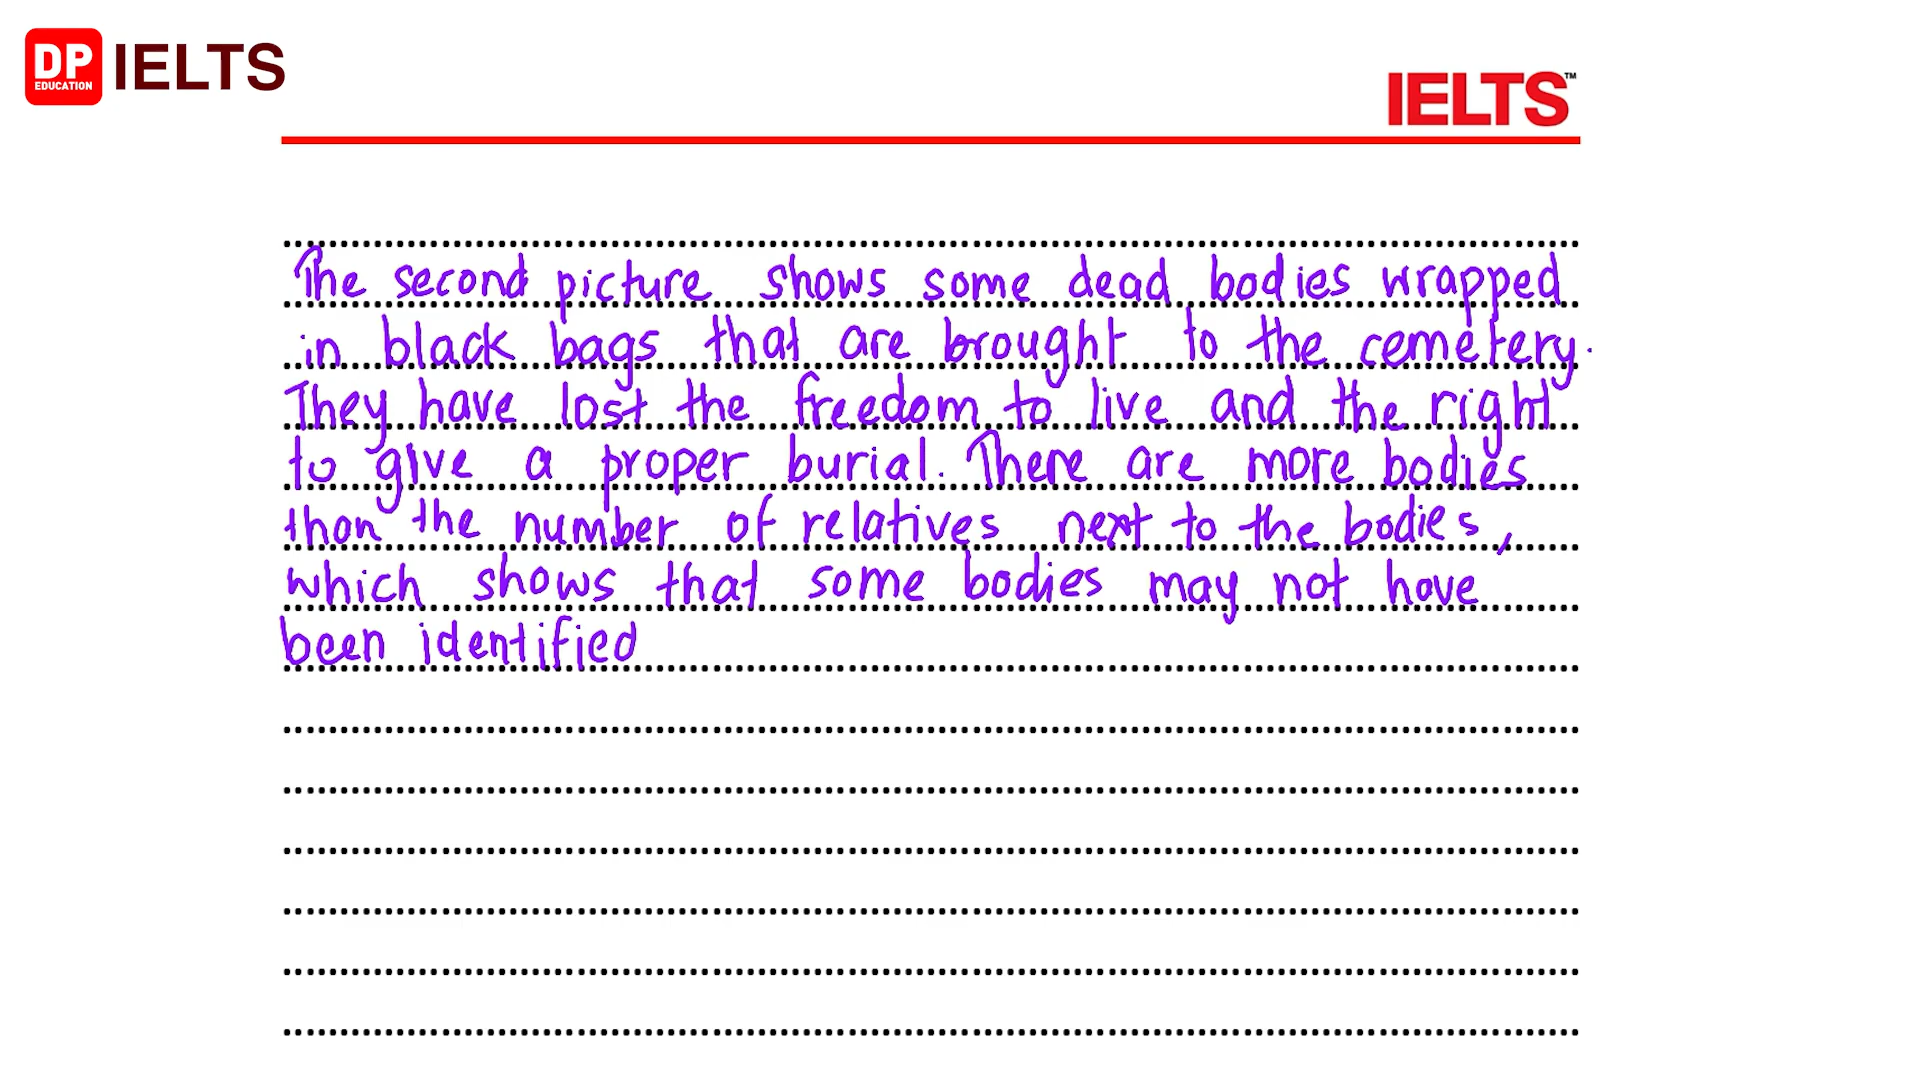 DP
EDUCATION
IELTS
IELTS™
The second picture shows some dead bodies wrapped
in black bags that are brought to the cemetery.
They have lost the freedom to live and the right
to give a proper burial. There are more bodies
than the number of relatives next to the bodies,
which shows that some bodies may not have
been identified